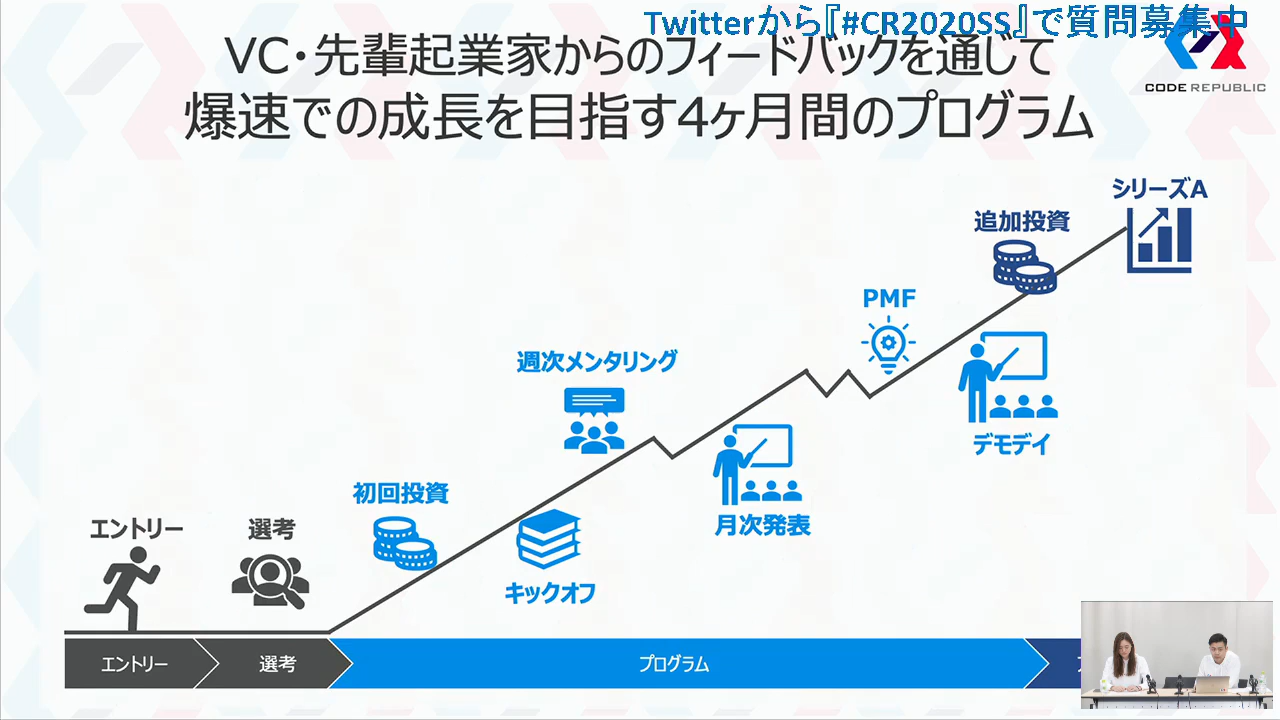 Twitterから『#CR2020SS』で質問募集中
VC・先輩起業家からのフィードバックを通じて
爆速での成長を目指す4ヶ月間のプログラム
CODE REPUBLIC
シリーズA
追加投資
PMF
週次メンタリング
デモデイ
初回投資
月次発表
エントリー
選考
キックオフ
エントリー
選考
プログラム